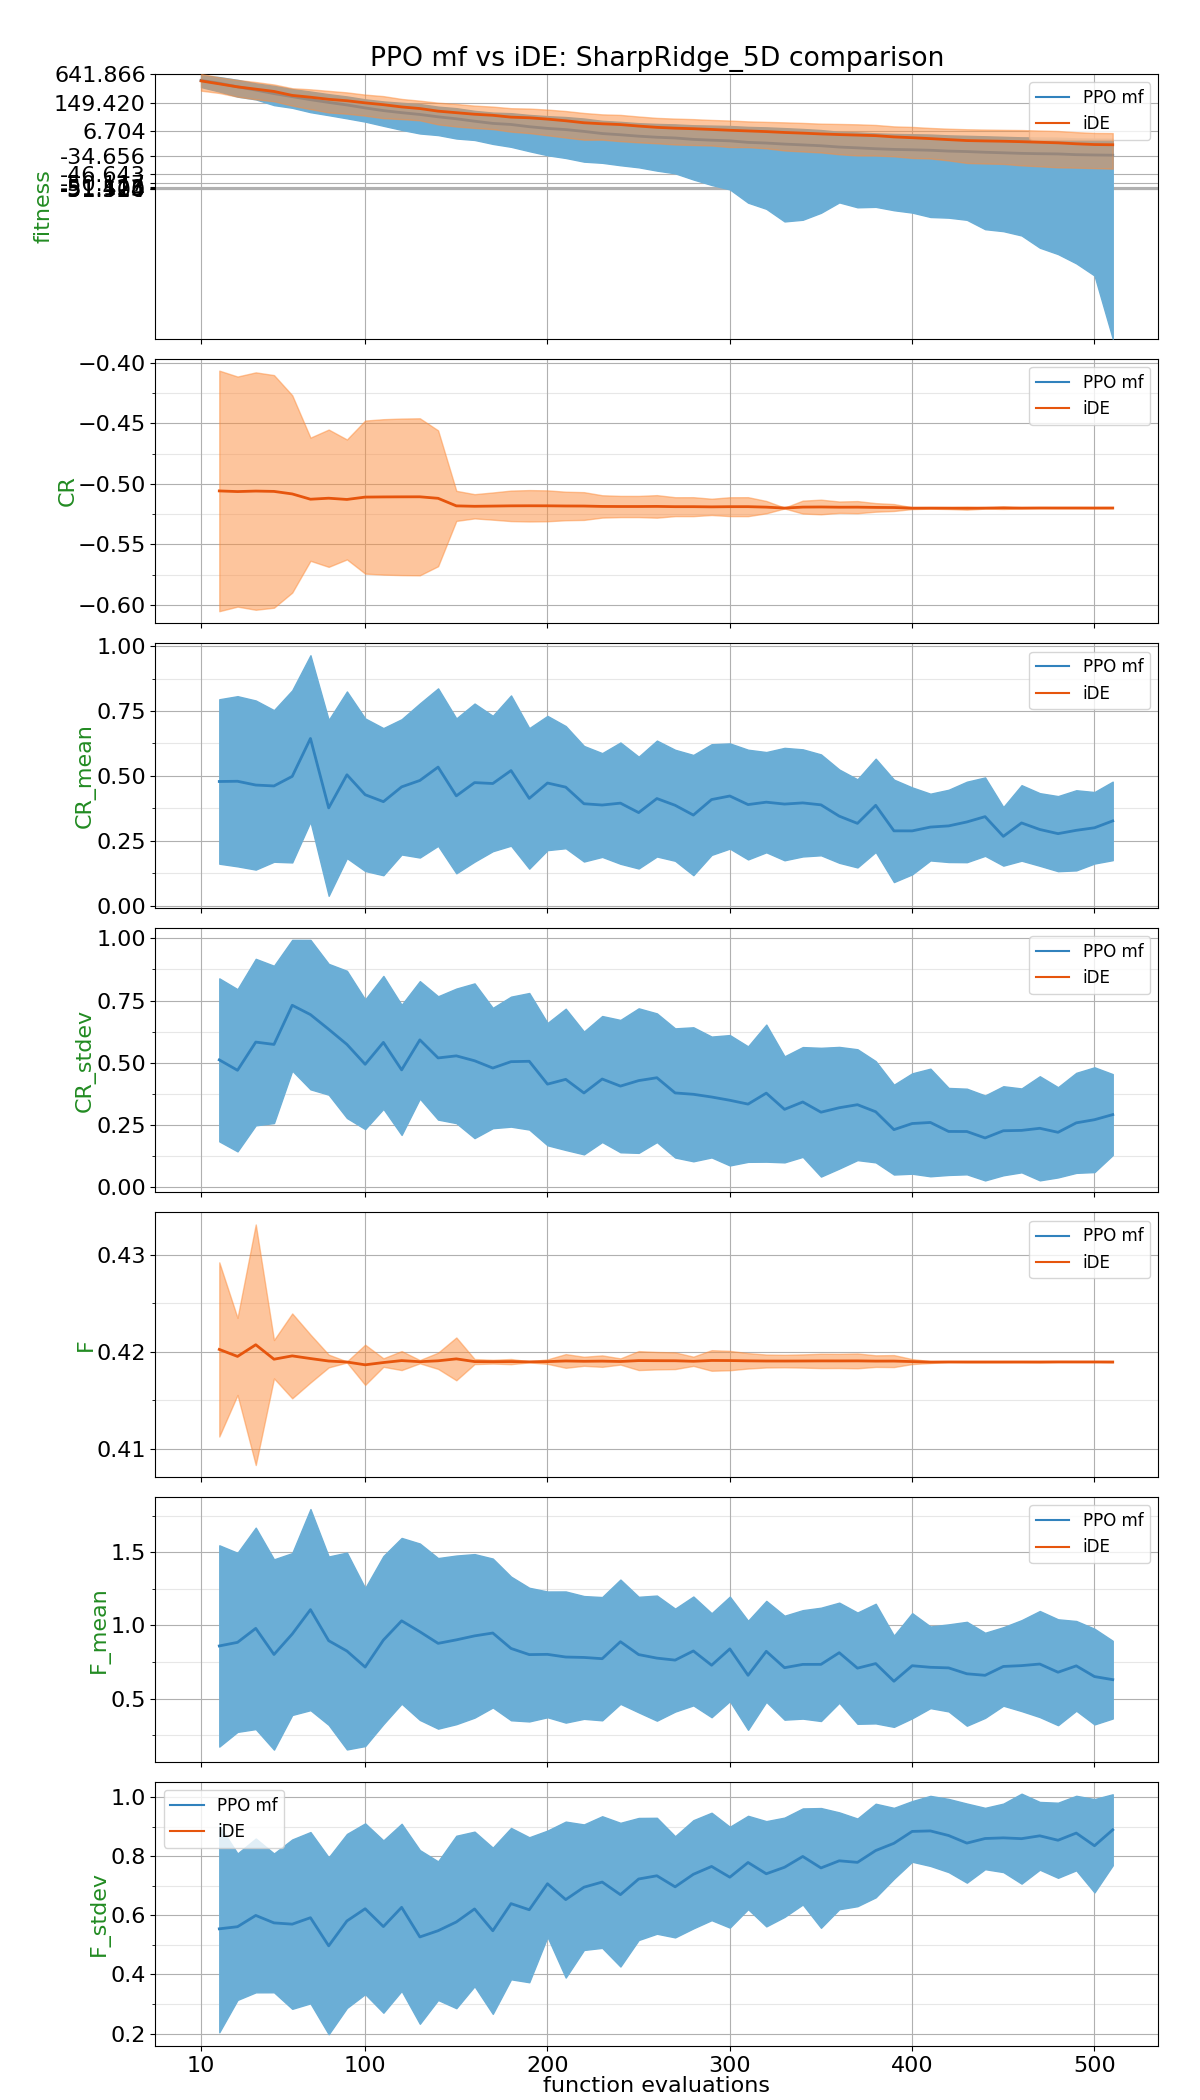 PPO mf vs iDE: SharpRidge_5D comparison
641.866
149.420
6.704
-34.656
-46.643
fitness
PPO mf
iDE
−0.40
−0.45
−0.50
−0.55
−0.60
CR
PPO mf
iDE
1.00
0.75
0.50
0.25
0.00
CR_mean
PPO mf
iDE
1.00
0.75
0.50
0.25
0.00
CR_stdev
PPO mf
iDE
0.43
0.42
0.41
F
PPO mf
iDE
1.5
1.0
0.5
F_mean
PPO mf
iDE
1.0
0.8
0.6
0.4
0.2
F_stdev
PPO mf
iDE
10 100 200 300 400 500
function evaluations